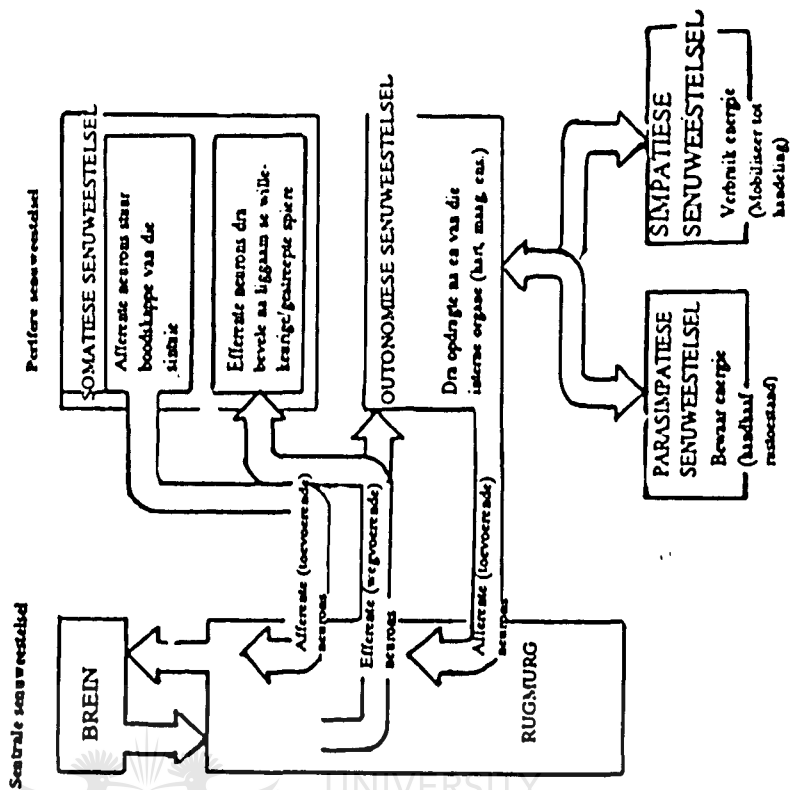 Sentrale senuweestelsel
Perifere senuweestelsel
BREIN
RUGMURG
Afferente (toevoerende)
neurons
Efferente (wegvoerende)
neurons
Afferente (toevoerende)
neurons
SOMATIESE SENUWEESTELSEL
Afferente neurons stuur
boodskappe van die
sintuie
Efferente neurons dra
bevele na liggaam se wille-
keurige/gestreepte spiere
OUTONOMIESE SENUWEESTELSEL
Dra opdragte na en van die
interne organe (hart, maag, ens.)
PARASIMPATIESE
SENUWEESTELSEL
Bewaar energie
(handhaaf
rustoestand)
SIMPATIESE
SENUWEESTELSEL
Verbruik energie
(Mobiliseer tot
handeling)
UNIVERSITY